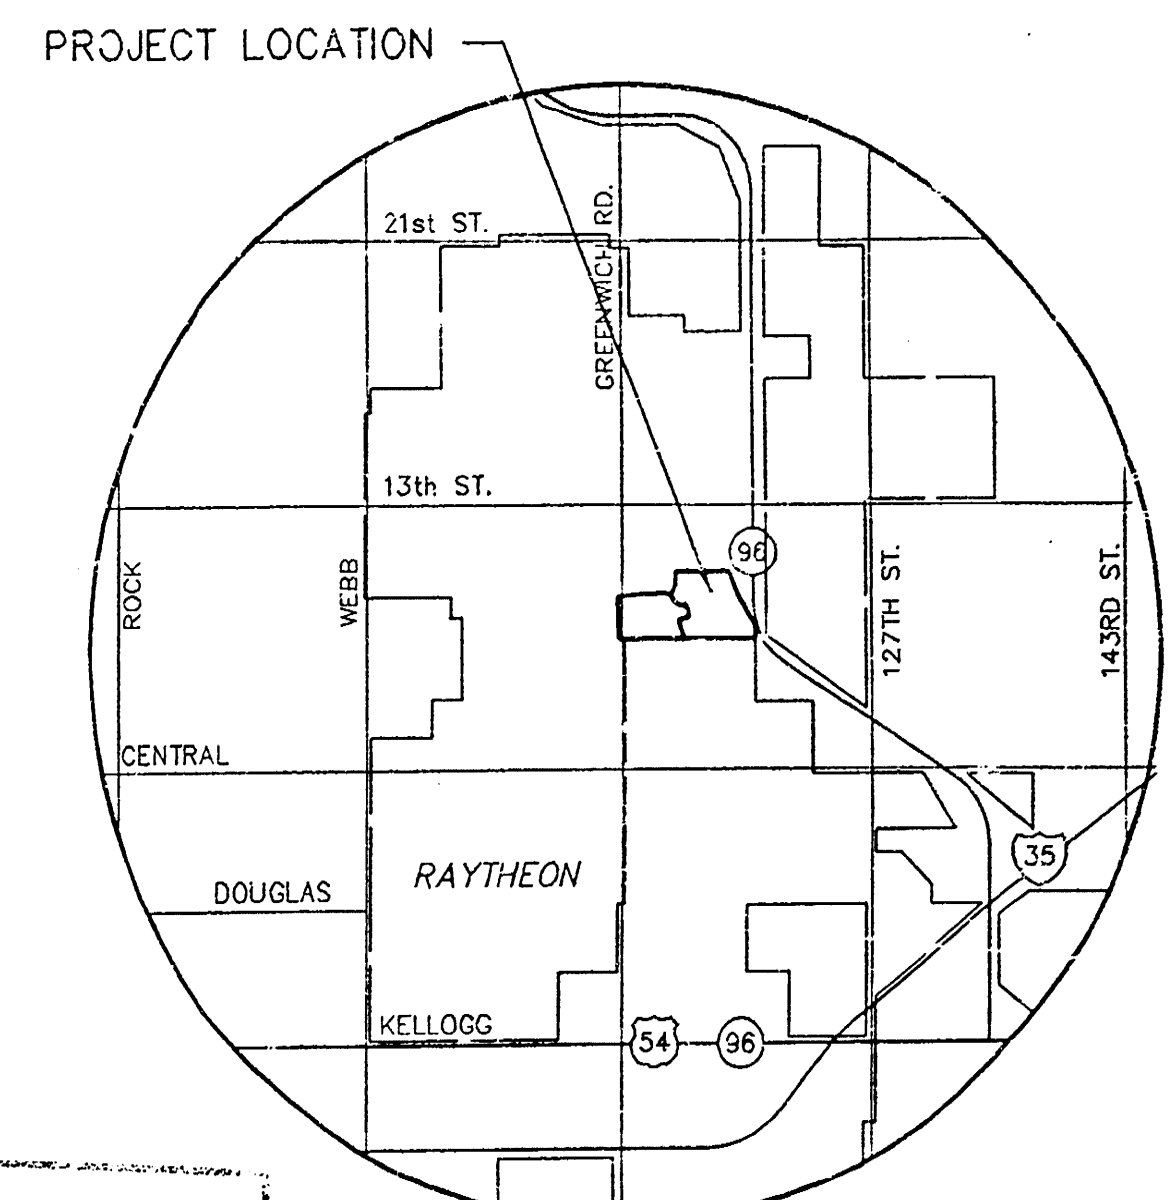 PROJECT LOCATION
21st ST.
GREENWICH RD.
13th ST.
96
ROCK
WEBB
127TH ST.
143RD ST.
CENTRAL
35
RAYTHEON
DOUGLAS
KELLOGG
54
96